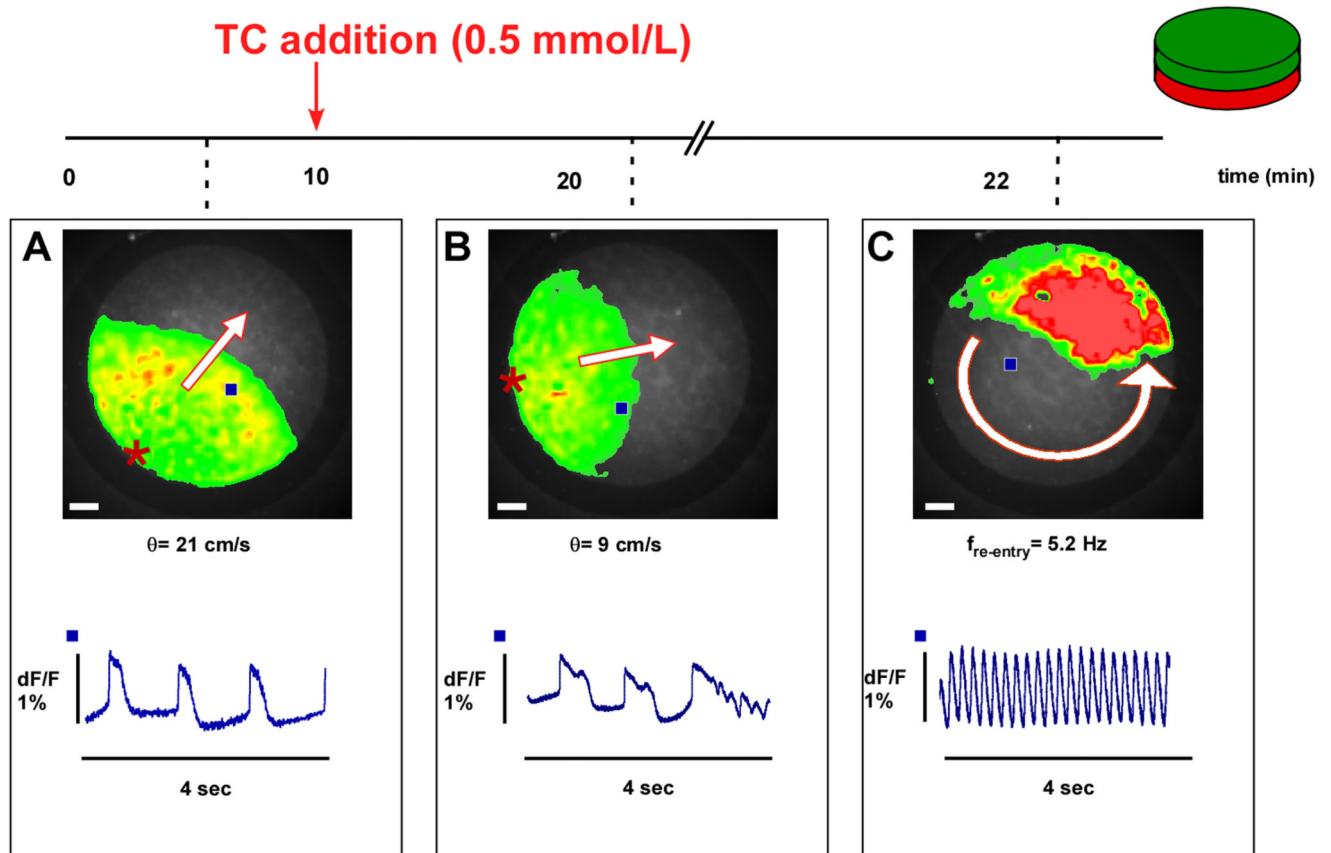 TC addition (0.5 mmol/L)
0 10 20 22 time (min)
A
θ= 21 cm/s
dF/F
1%
4 sec
B
θ= 9 cm/s
dF/F
1%
4 sec
C
f re-entry= 5.2 Hz
dF/F
1%
4 sec